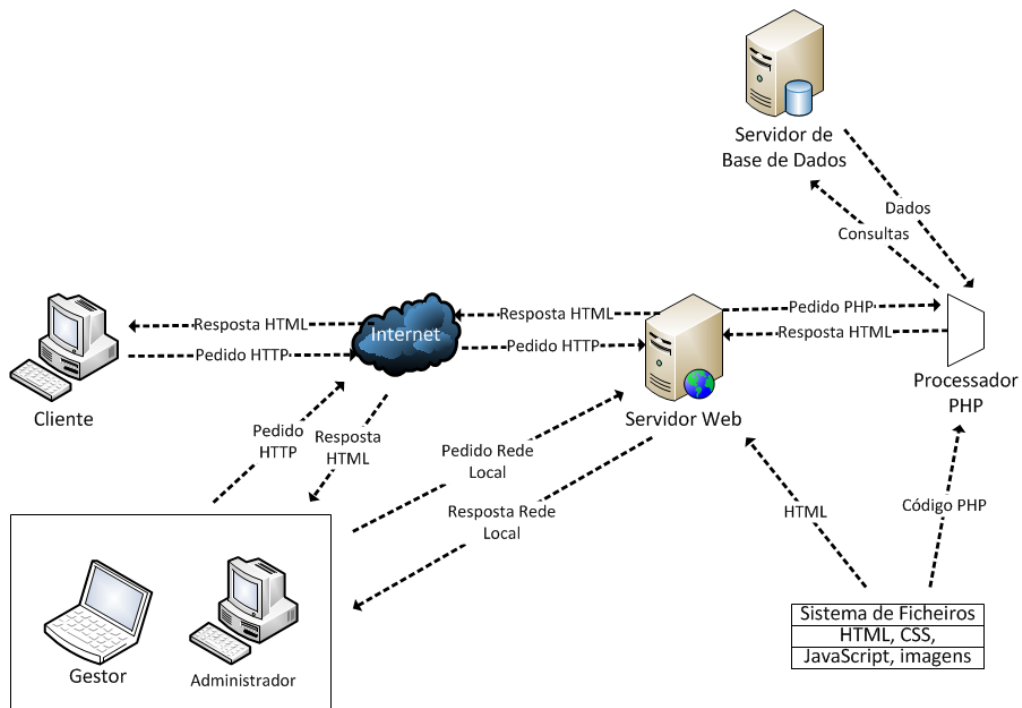 Servidor de
Base de Dados
Dados
Consultas
Resposta HTML
Pedido HTTP
Internet
Resposta HTML
Pedido HTTP
Pedido PHP
Resposta HTML
Cliente
Servidor Web
Processador
PHP
Pedido
HTTP
Resposta
HTML
Pedido Rede
Local
Resposta Rede
Local
HTML
Código PHP
Gestor
Administrador
Sistema de Ficheiros
HTML, CSS,
JavaScript, imagens